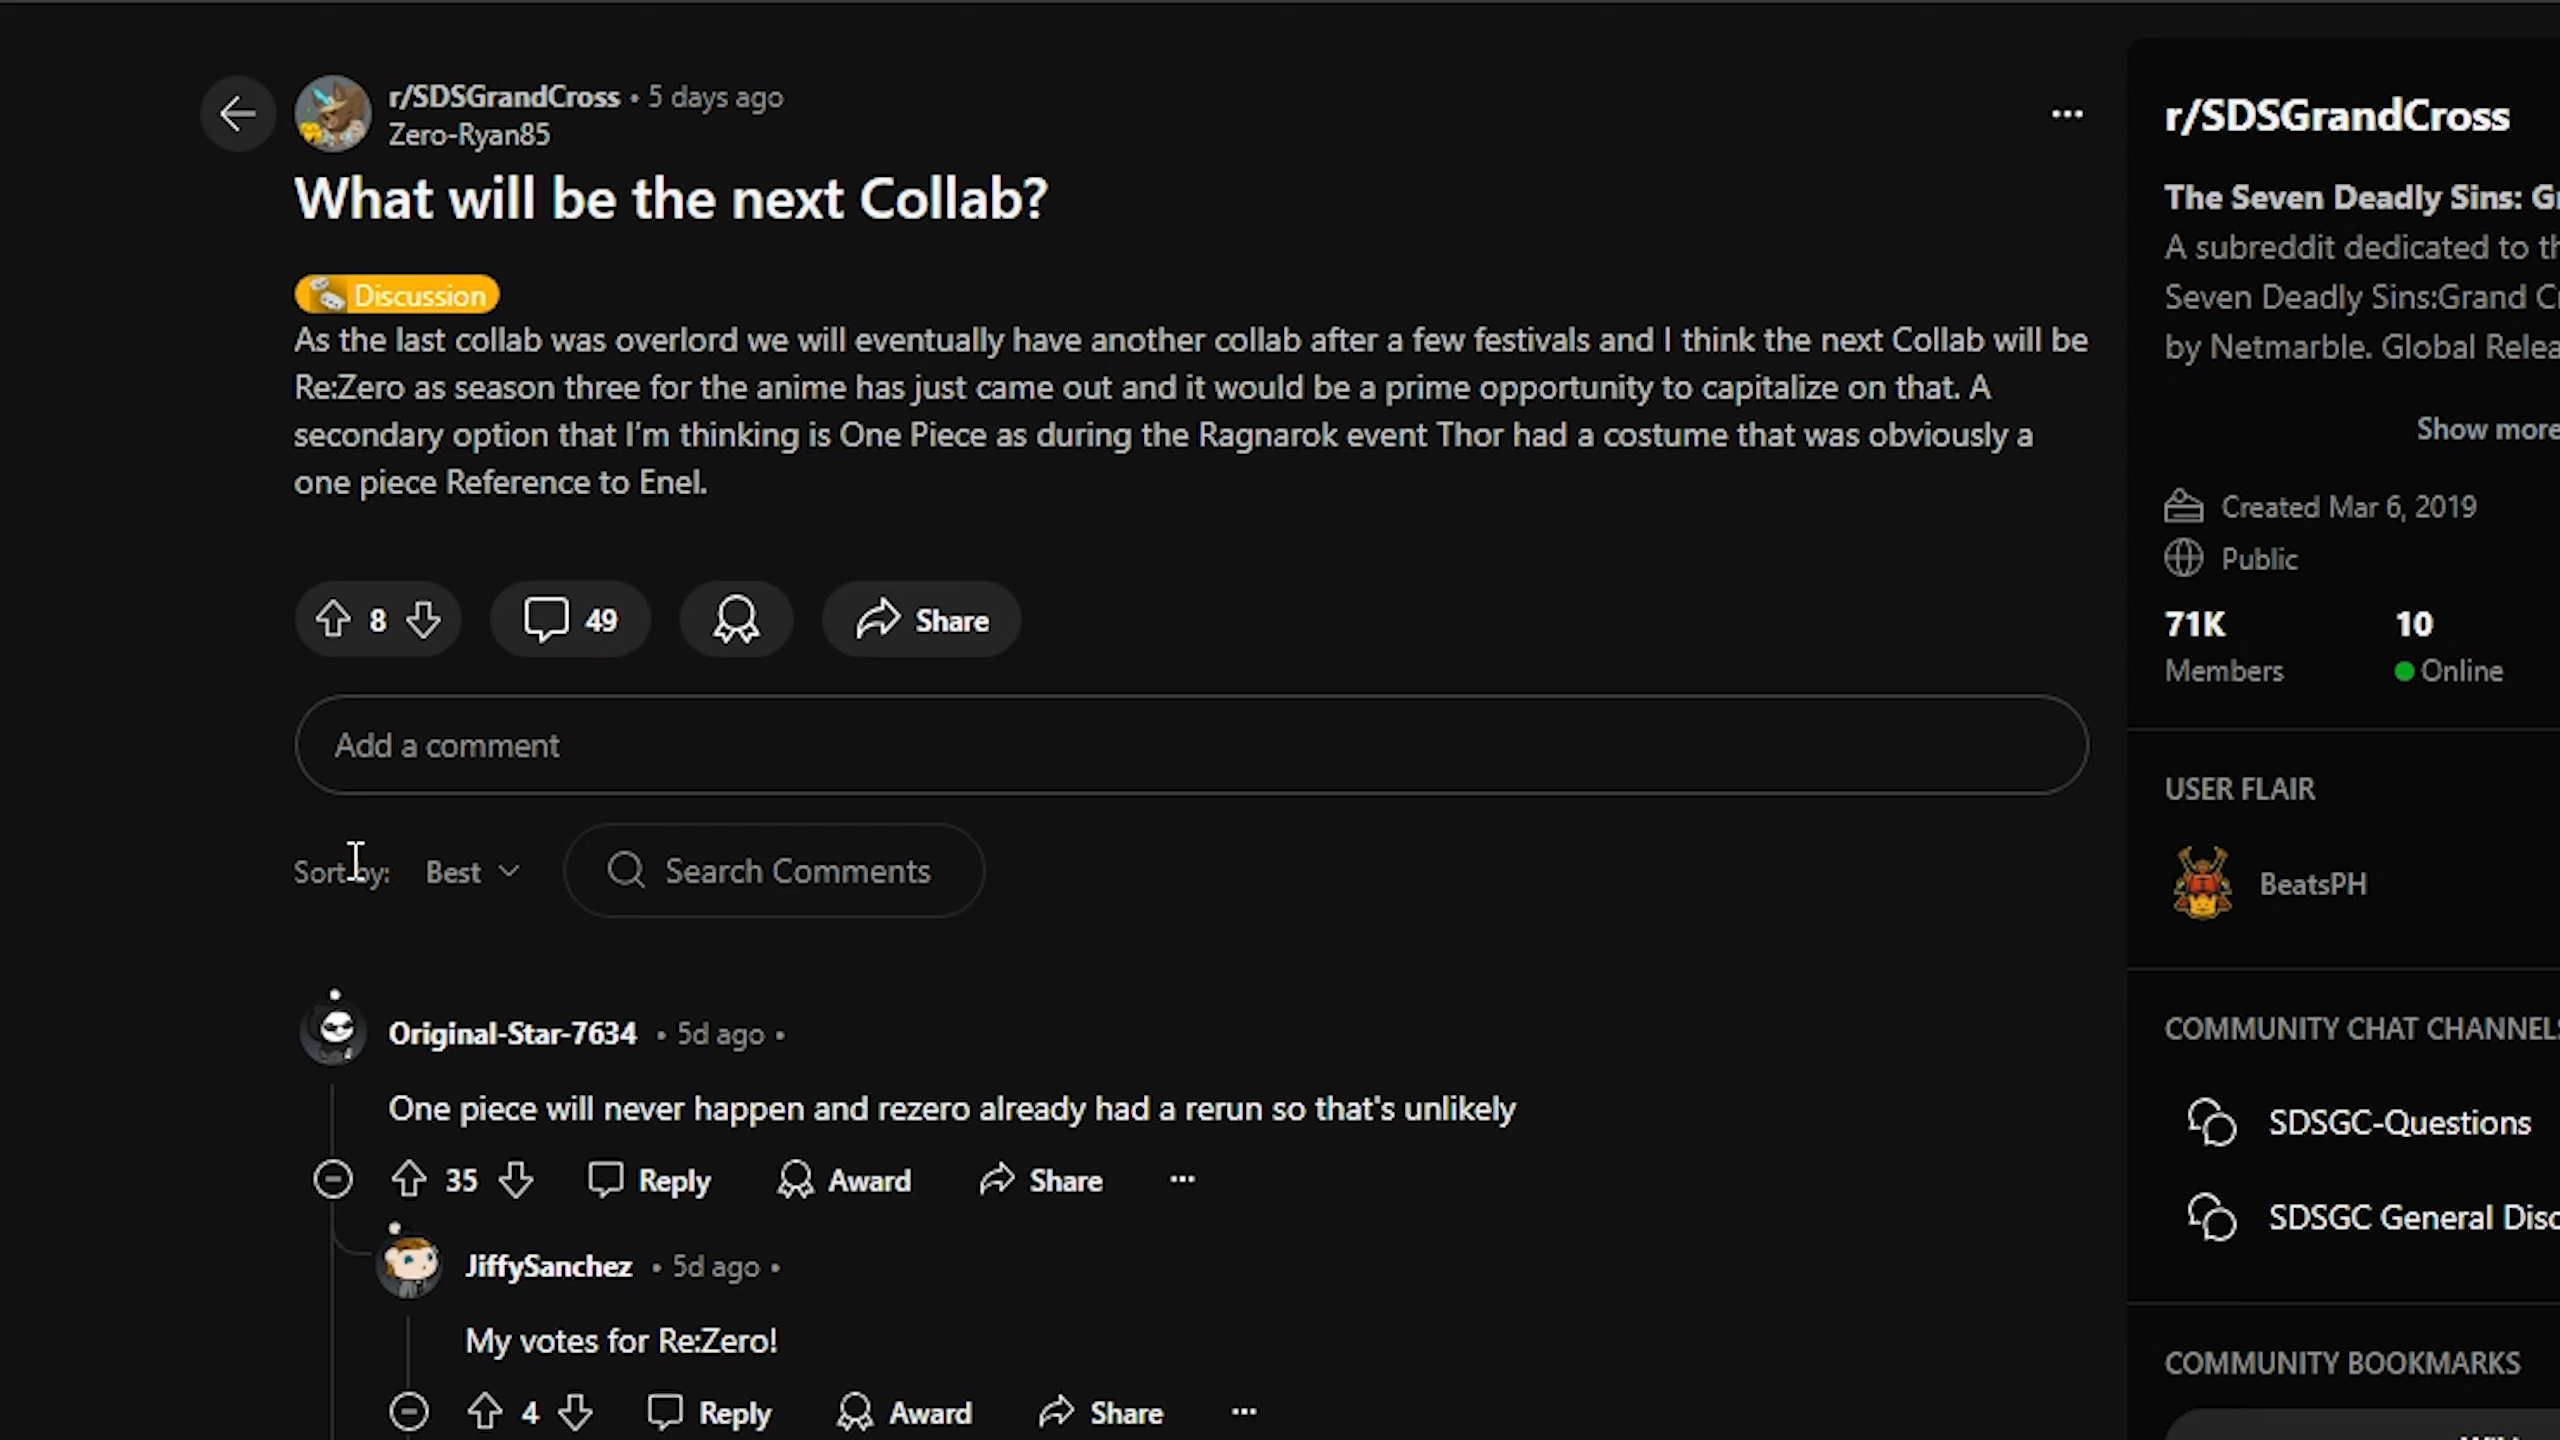 r/SDSGrandCross • 5 days ago
Zero-Ryan85
What will be the next Collab?
Discussion
As the last collab was overlord we will eventually have another collab after a few festivals and I think the next Collab will be
Re:Zero as season three for the anime has just came out and it would be a prime opportunity to capitalize on that. A
secondary option that I'm thinking is One Piece as during the Ragnarok event Thor had a costume that was obviously a
one piece Reference to Enel.
8
49
Share
Add a comment
Sort by: Best
Search Comments
Original-Star-7634 • 5d ago •
One piece will never happen and rezero already had a rerun so that's unlikely
35 Reply Award Share
JiffySanchez • 5d ago •
My votes for Re:Zero!
4 Reply Award Share
r/SDSGrandCross
The Seven Deadly Sins: Gr
A subreddit dedicated to th
Seven Deadly Sins:Grand Cr
by Netmarble. Global Relea
Show more
Created Mar 6, 2019
Public
71K 10
Members Online
USER FLAIR
BeatsPH
COMMUNITY CHAT CHANNELS
SDSGC-Questions
SDSGC General Disc
COMMUNITY BOOKMARKS